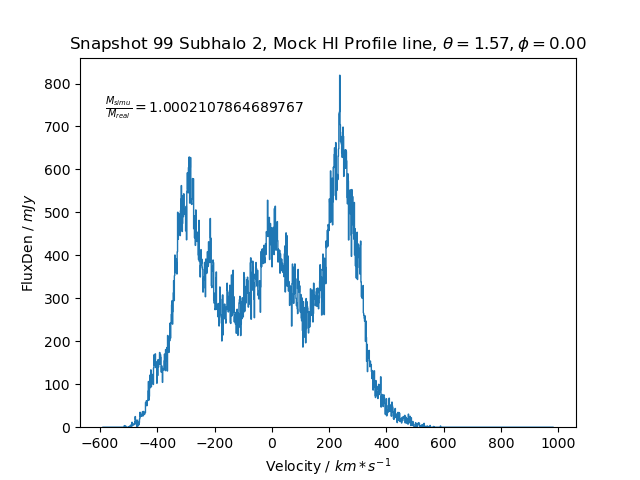 Snapshot 99 Subhalo 2, Mock HI Profile line, θ = 1.57, ϕ = 0.00
M_simu/M_real = 1.0002107864689767
FluxDen / mJy
800
700
600
500
400
300
200
100
0
−600 −400 −200 0 200 400 600 800 1000
Velocity / km * s^−1